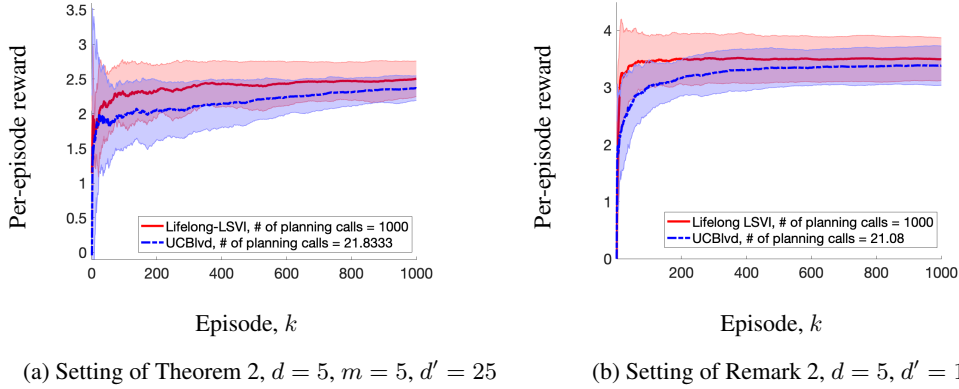 3.5
3
2.5
2
1.5
1
0.5
0
Per-episode reward
Lifelong-LSVI, # of planning calls = 1000
UCBlvd, # of planning calls = 21.8333
0 200 400 600 800 1000
Episode, k
(a) Setting of Theorem 2, d = 5, m = 5, d′ = 25
4
3
2
1
0
Per-episode reward
Lifelong-LSVI, # of planning calls = 1000
UCBlvd, # of planning calls = 21.08
200 400 600 800 1000
Episode, k
(b) Setting of Remark 2, d = 5, d′ =